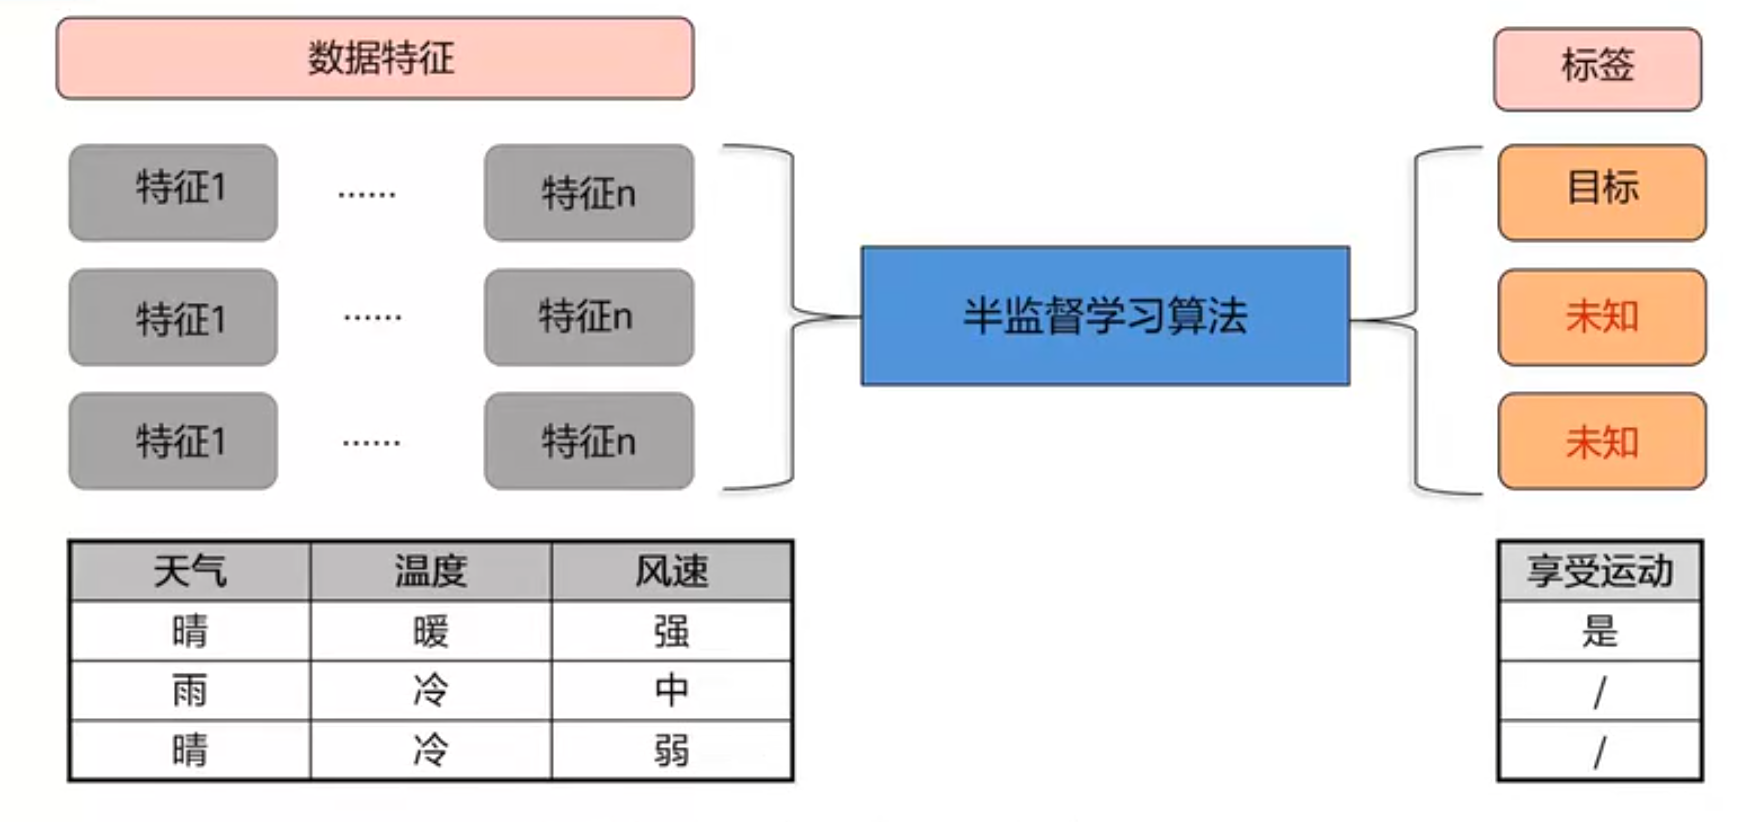 数据特征
标签
特征1 ...... 特征n
目标
特征1 ...... 特征n
半监督学习算法
未知
特征1 ...... 特征n
未知
天气 温度 风速
享受运动
晴 暖 强
是
雨 冷 中
/
晴 冷 弱
/